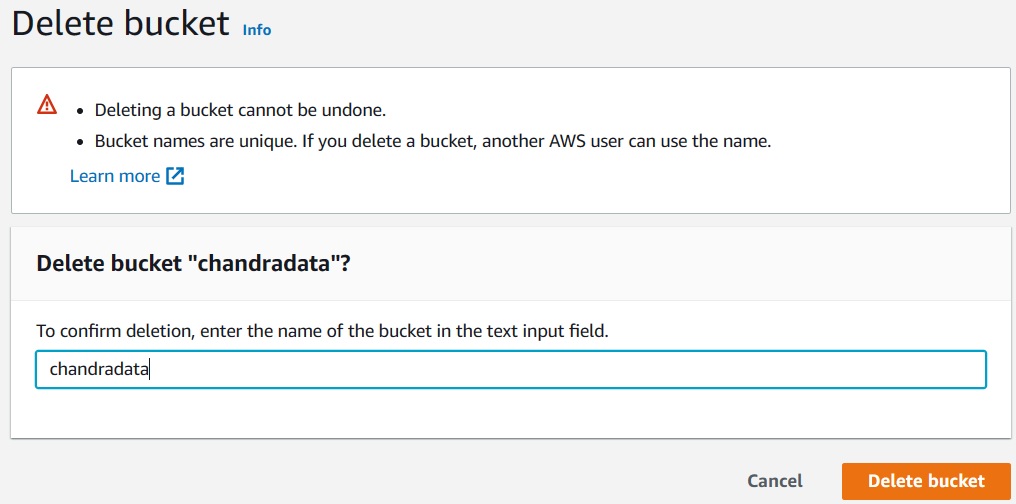 Delete bucket Info
• Deleting a bucket cannot be undone.
• Bucket names are unique. If you delete a bucket, another AWS user can use the name.
Learn more
Delete bucket "chandradata"?
To confirm deletion, enter the name of the bucket in the text input field.
chandradata
Cancel Delete bucket